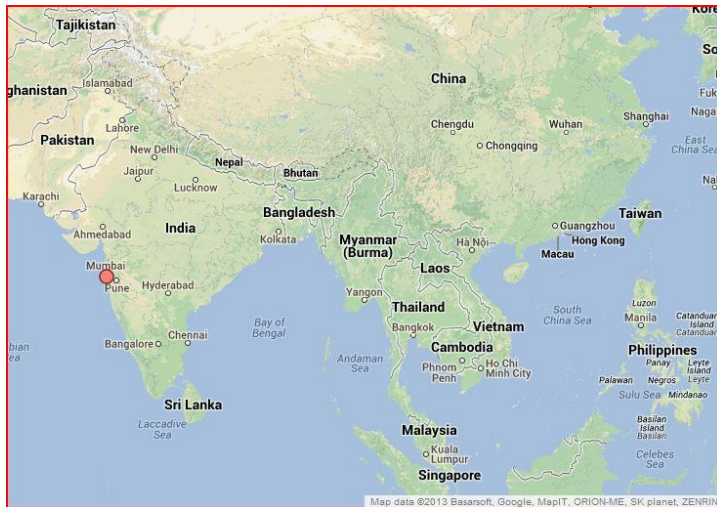 Kore
Tajikistan
So
China
Islamabad
ghanistan
Fuk
Chengdu
Wuhan
Shanghai
Naga
Lahore
Pakistan
Chongqing
East
China Sea
New Delhi
Nepal
Jaipur
Lucknow
Bhutan
Karachi
Bangladesh
Taiwan
Ahmedabad
India
Kolkata
Guangzhou
Hong Kong
Macau
Myanmar
(Burma)
Hà Nội
Laos
Mumbai
Pune
Hyderabad
Yangon
Thailand
South
China Sea
Luzon
Manila
Catanduan
Island
Catanduan
Bay of
Bengal
Bangkok
Vietnam
Chennai
Bangalore
Andaman
Sea
Cambodia
Philippines
bian
ea
Phnom
Penh
Ho Chi
Minh City
Panay
Leyte
Island
Leyte
Palawan
Negros
Mindanao
Sulu Sea
Sri Lanka
Laccadive
Sea
Basilan
Island
Basilan
Malaysia
Kuala
Lumpur
Celebes
Sea
Singapore
Map data ©2013 Basarsoft, Google, MapIT, ORION-ME, SK planet, ZENRIN